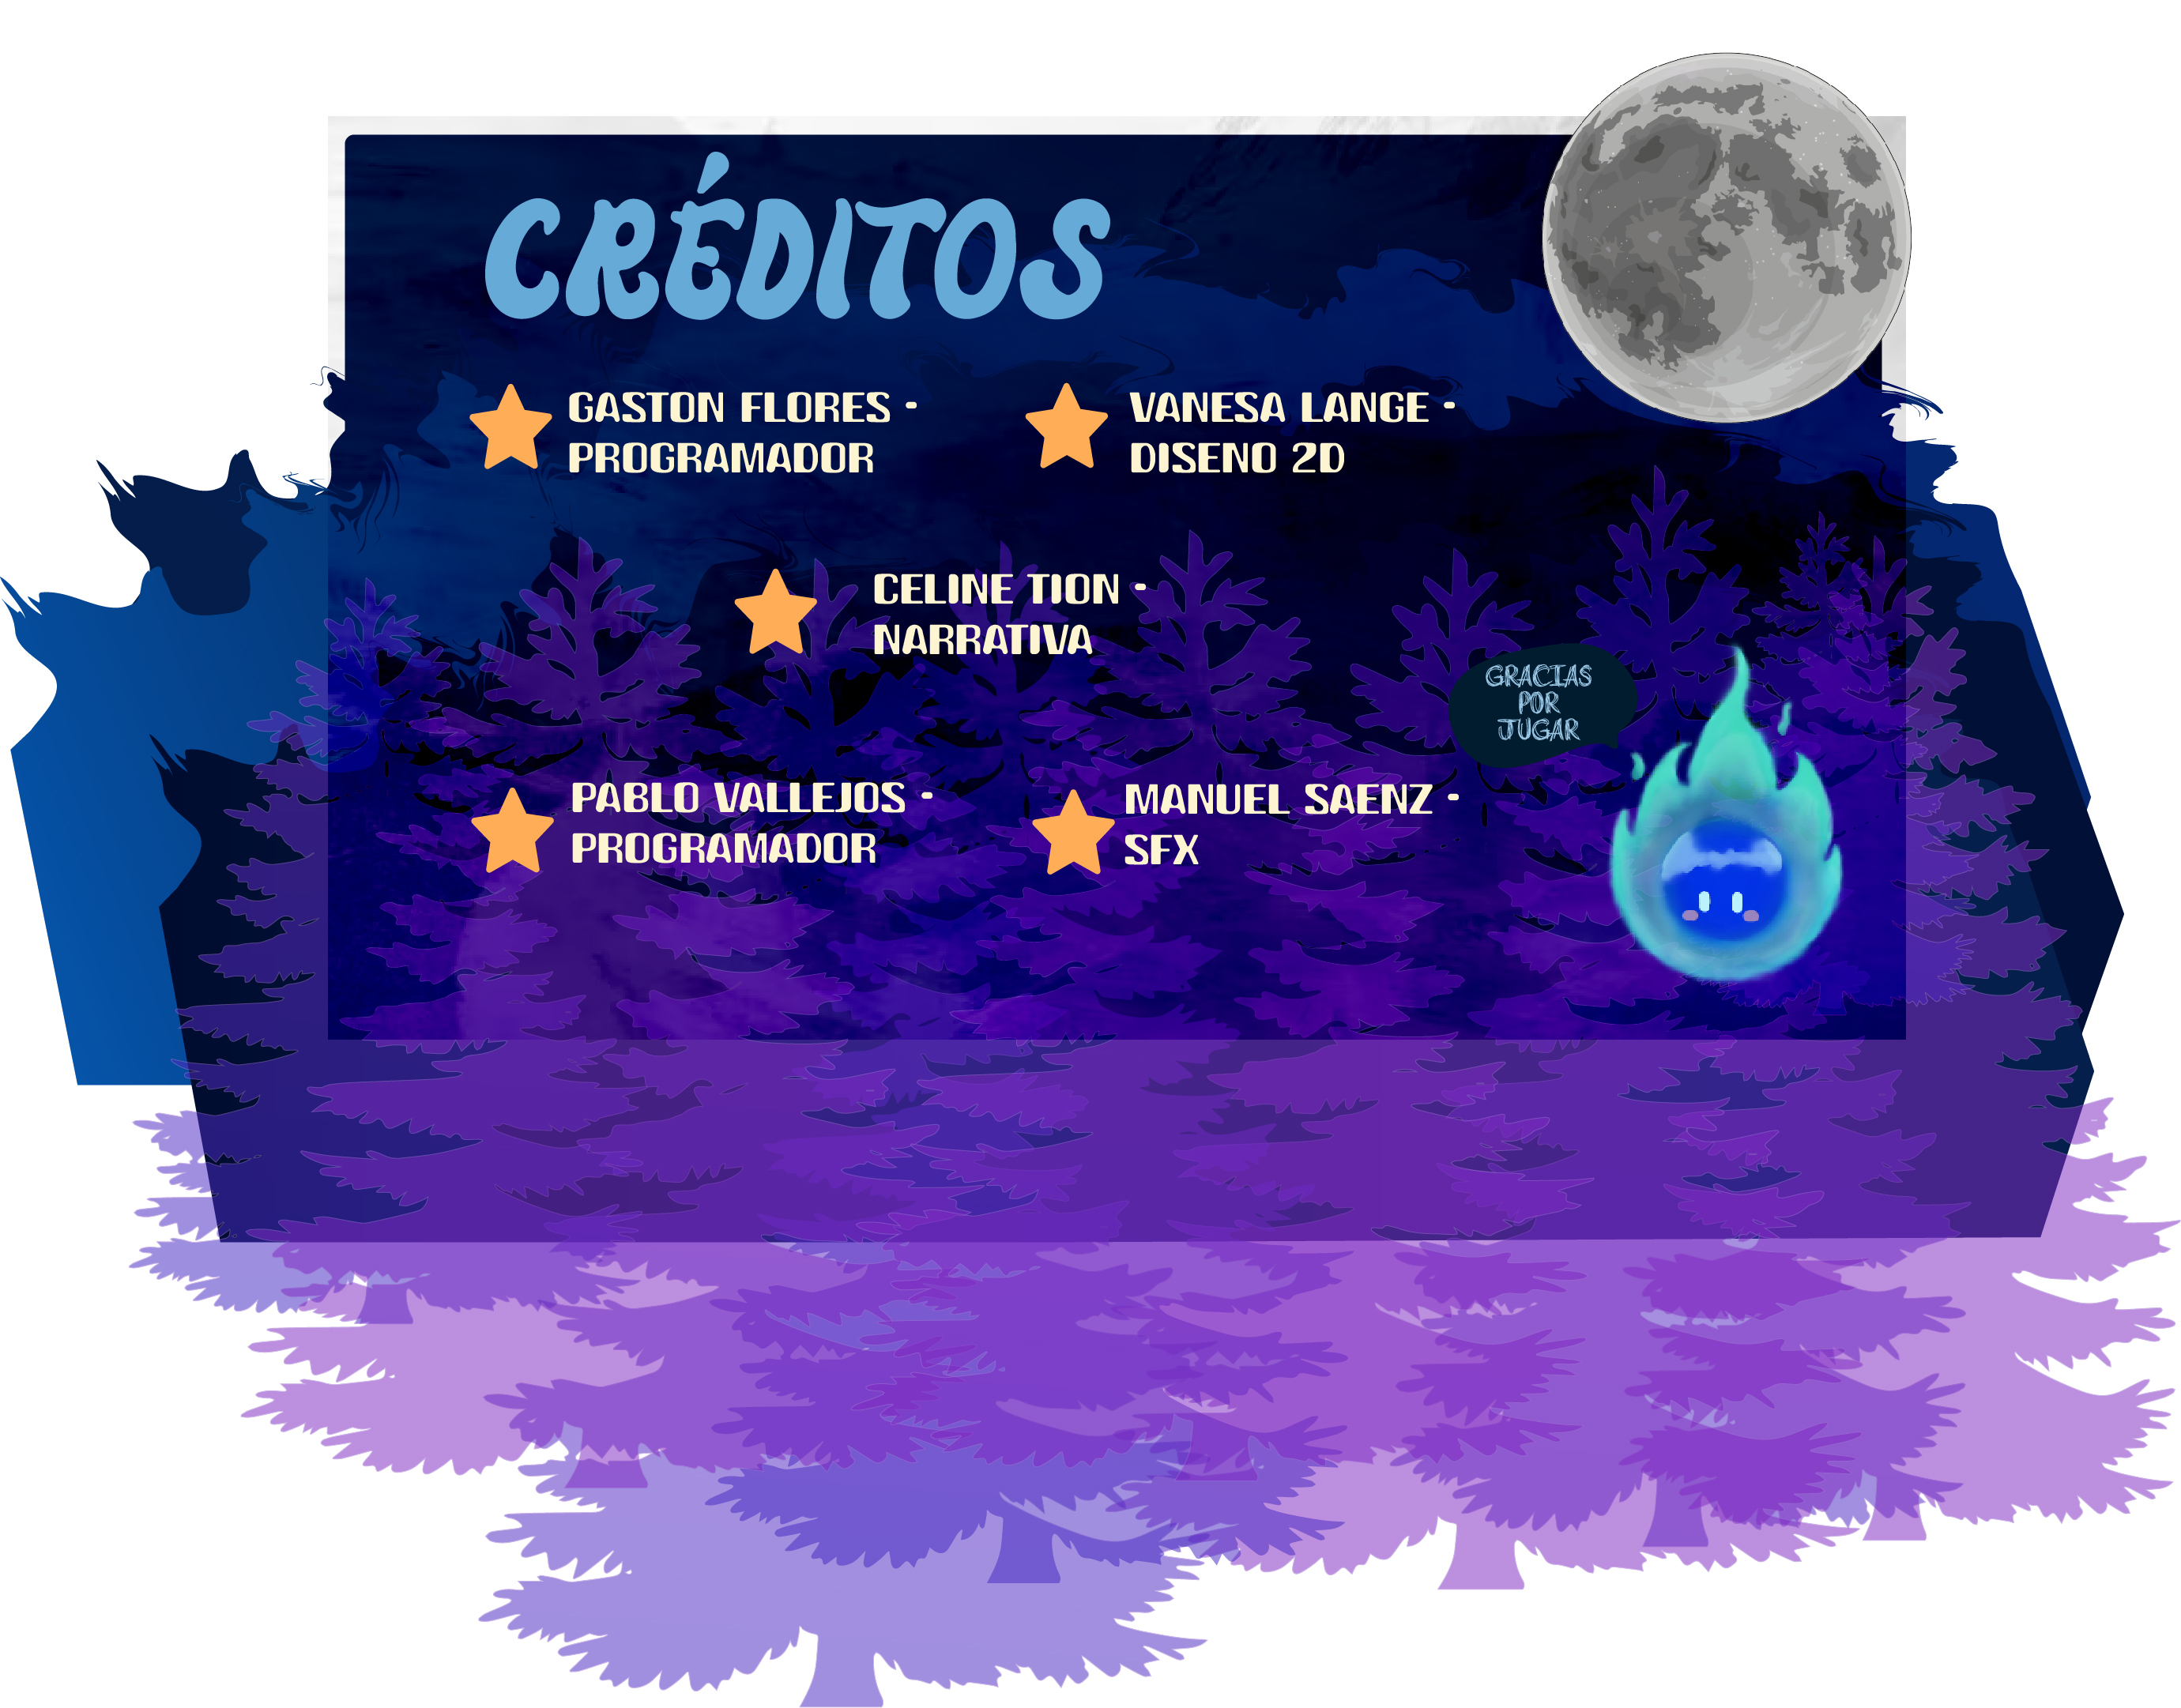 CRÉDITOS
GASTON FLORES -
PROGRAMADOR
VANESA LANGE -
DISENO 2D
CELINE TION -
NARRATIVA
GRACIAS
POR
JUGAR
PABLO VALLEJOS -
PROGRAMADOR
MANUEL SAENZ -
SFX